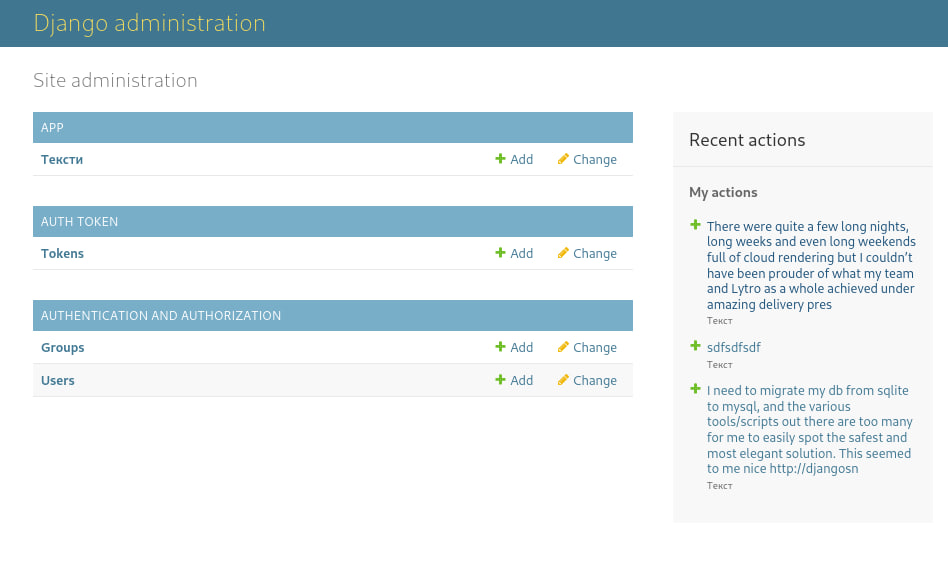 Django administration
Site administration
APP
Тексти
Add
Change
AUTH TOKEN
Tokens
Add
Change
AUTHENTICATION AND AUTHORIZATION
Groups
Add
Change
Users
Add
Change
Recent actions
My actions
There were quite a few long nights,
long weeks and even long weekends
full of cloud rendering but I couldn’t
have been prouder of what my team
and Lytro as a whole achieved under
amazing delivery pres
Текст
sdfsdfsdf
Текст
I need to migrate my db from sqlite
to mysql, and the various
tools/scripts out there are too many
for me to easily spot the safest and
most elegant solution. This seemed
to me nice http://djangosn
Текст